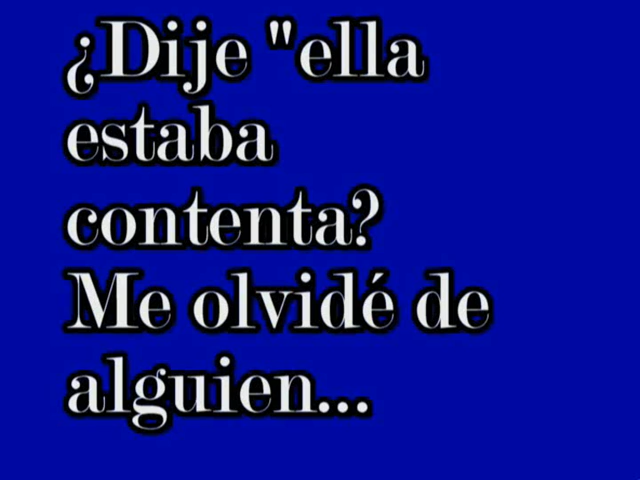 ¿Dije "ella
estaba
contenta?
Me olvidé de
alguien...